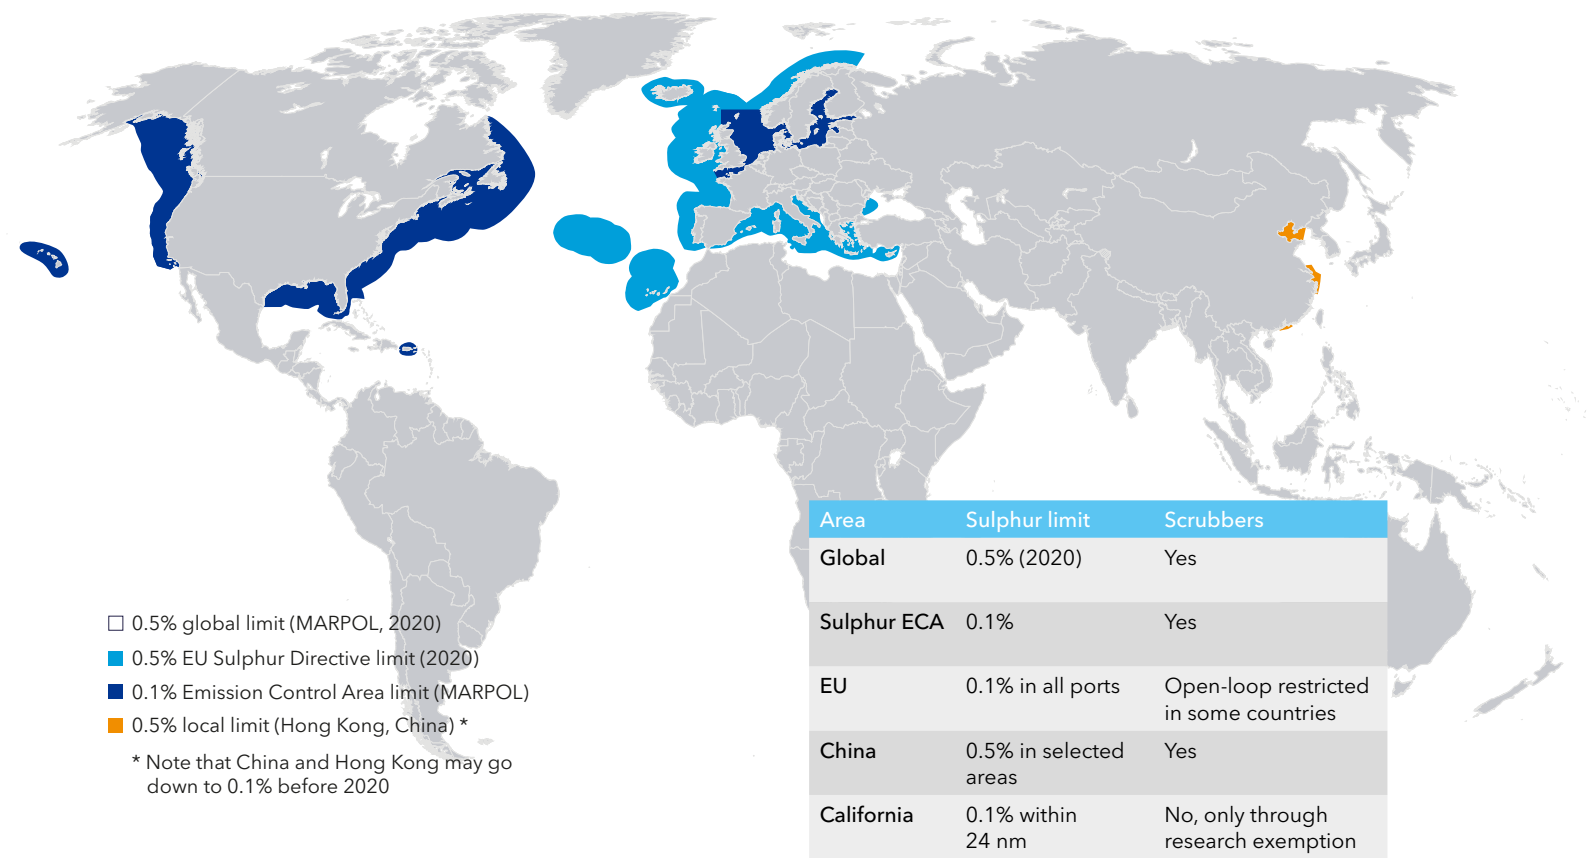 Area Sulphur limit Scrubbers
Global 0.5% (2020) Yes
Sulphur ECA 0.1% Yes
EU 0.1% in all ports Open-loop restricted
in some countries
China 0.5% in selected Yes
areas
California 0.1% within No, only through
24 nm research exemption
0.5% global limit (MARPOL, 2020)
0.5% EU Sulphur Directive limit (2020)
0.1% Emission Control Area limit (MARPOL)
0.5% local limit (Hong Kong, China) *
* Note that China and Hong Kong may go
down to 0.1% before 2020